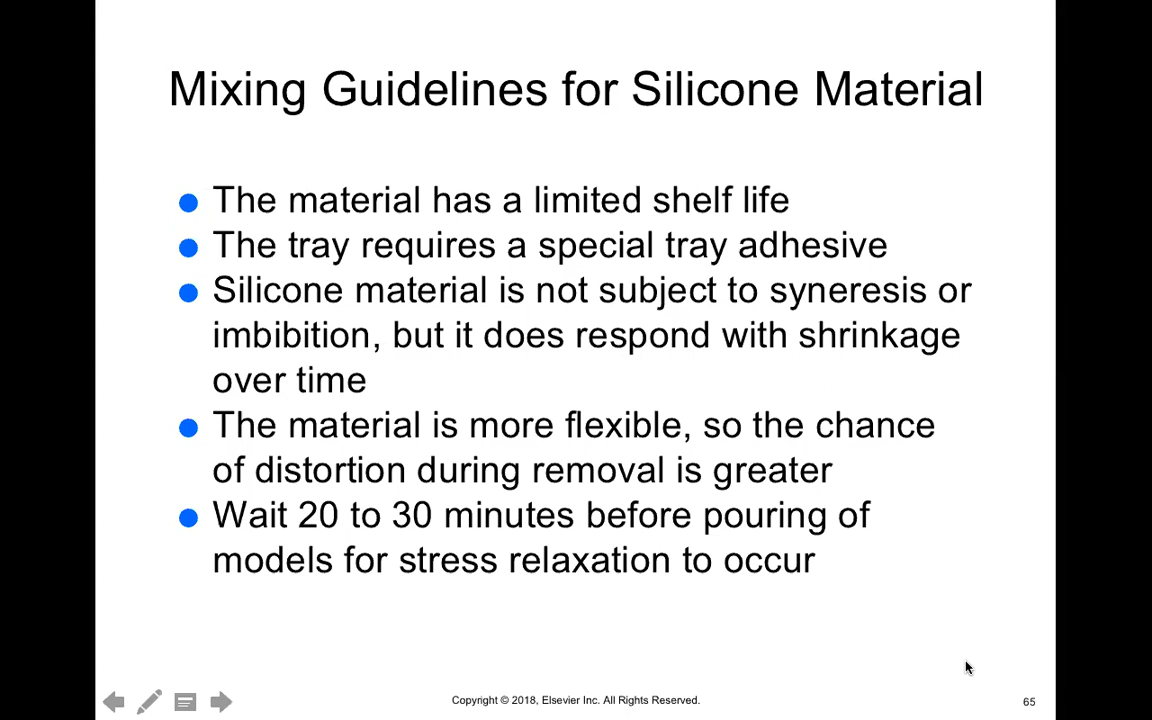 Mixing Guidelines for Silicone Material
The material has a limited shelf life
The tray requires a special tray adhesive
Silicone material is not subject to syneresis or
imbibition, but it does respond with shrinkage
over time
The material is more flexible, so the chance
of distortion during removal is greater
Wait 20 to 30 minutes before pouring of
models for stress relaxation to occur
Copyright © 2018, Elsevier Inc. All Rights Reserved.
65